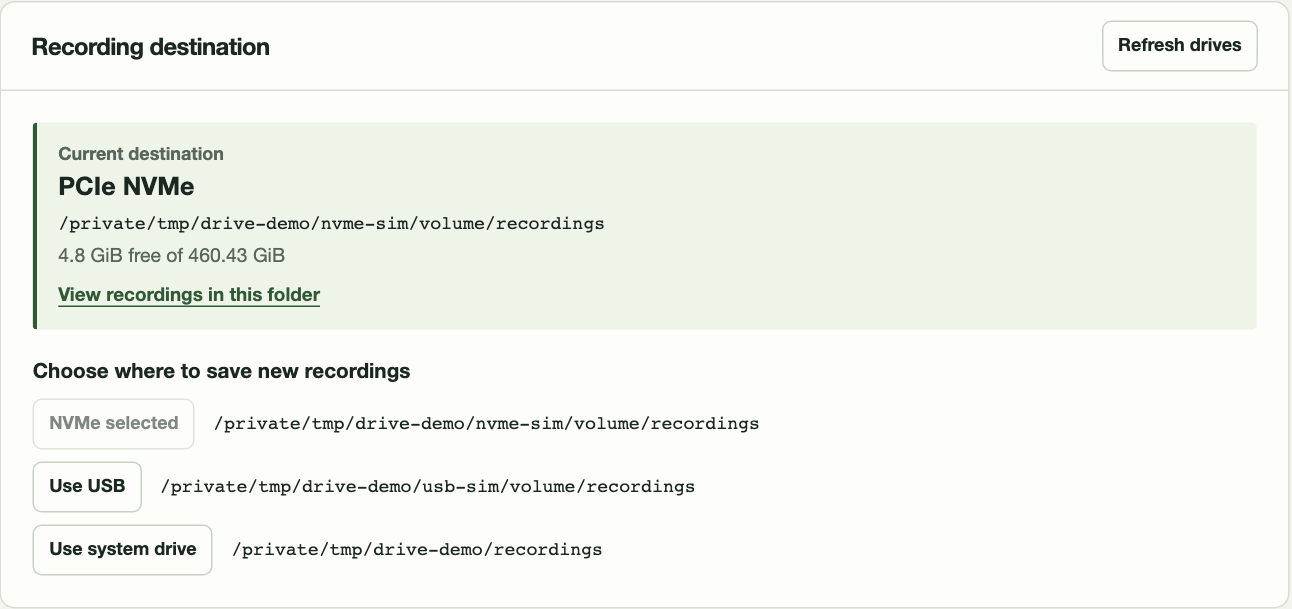 Recording destination
Refresh drives
Current destination
PCIe NVMe
/private/tmp/drive-demo/nvme-sim/volume/recordings
4.8 GiB free of 460.43 GiB
View recordings in this folder
Choose where to save new recordings
NVMe selected /private/tmp/drive-demo/nvme-sim/volume/recordings
Use USB /private/tmp/drive-demo/usb-sim/volume/recordings
Use system drive /private/tmp/drive-demo/recordings